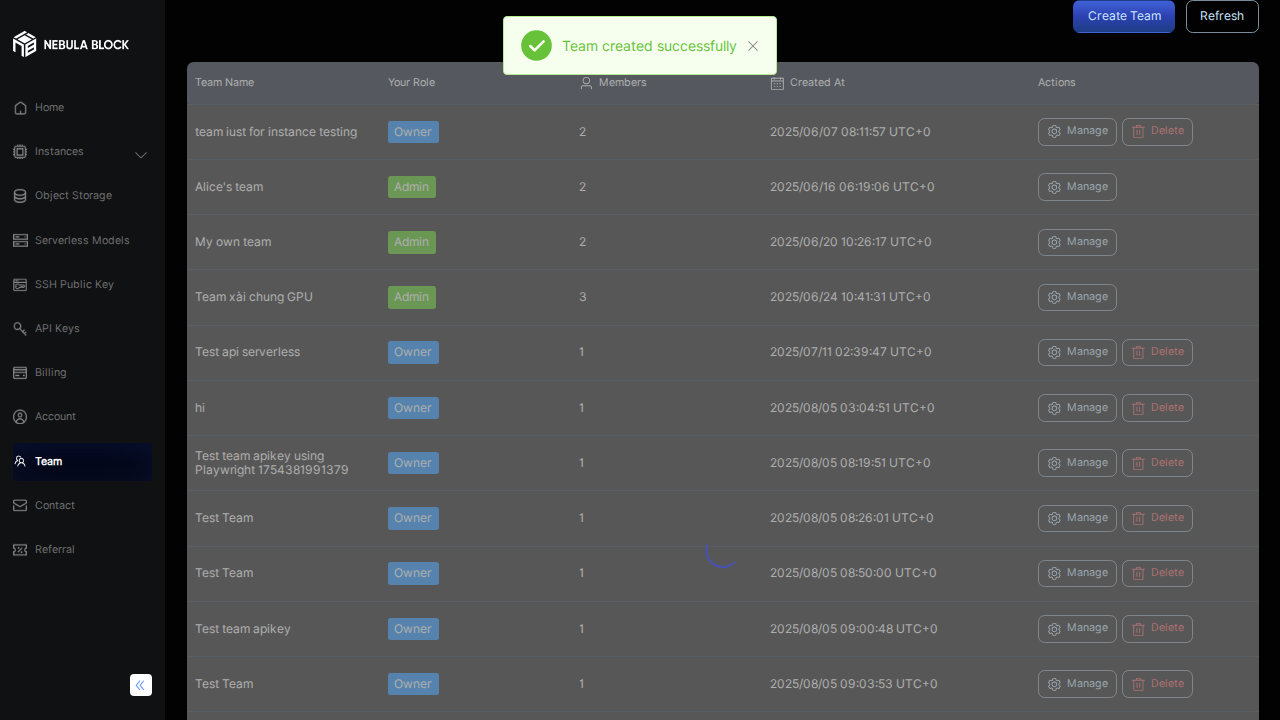 Create Team
Refresh
Team created successfully
NEBULA BLOCK
Home
Instances
Object Storage
Serverless Models
SSH Public Key
API Keys
Billing
Account
Team
Contact
Referral
Team Name Your Role Members Created At Actions
team iust for instance testing Owner 2 2025/06/07 08:11:57 UTC+0 Manage Delete
Alice's team Admin 2 2025/06/16 06:19:06 UTC+0 Manage
My own team Admin 2 2025/06/20 10:26:17 UTC+0 Manage
Team xài chung GPU Admin 3 2025/06/24 10:41:31 UTC+0 Manage
Test api serverless Owner 1 2025/07/11 02:39:47 UTC+0 Manage Delete
hi Owner 1 2025/08/05 03:04:51 UTC+0 Manage Delete
Test team apikey using
Playwright 1754381991379 Owner 1 2025/08/05 08:19:51 UTC+0 Manage Delete
Test Team Owner 1 2025/08/05 08:26:01 UTC+0 Manage Delete
Test Team Owner 1 2025/08/05 08:50:00 UTC+0 Manage Delete
Test team apikey Owner 1 2025/08/05 09:00:48 UTC+0 Manage Delete
Test Team Owner 1 2025/08/05 09:03:53 UTC+0 Manage Delete